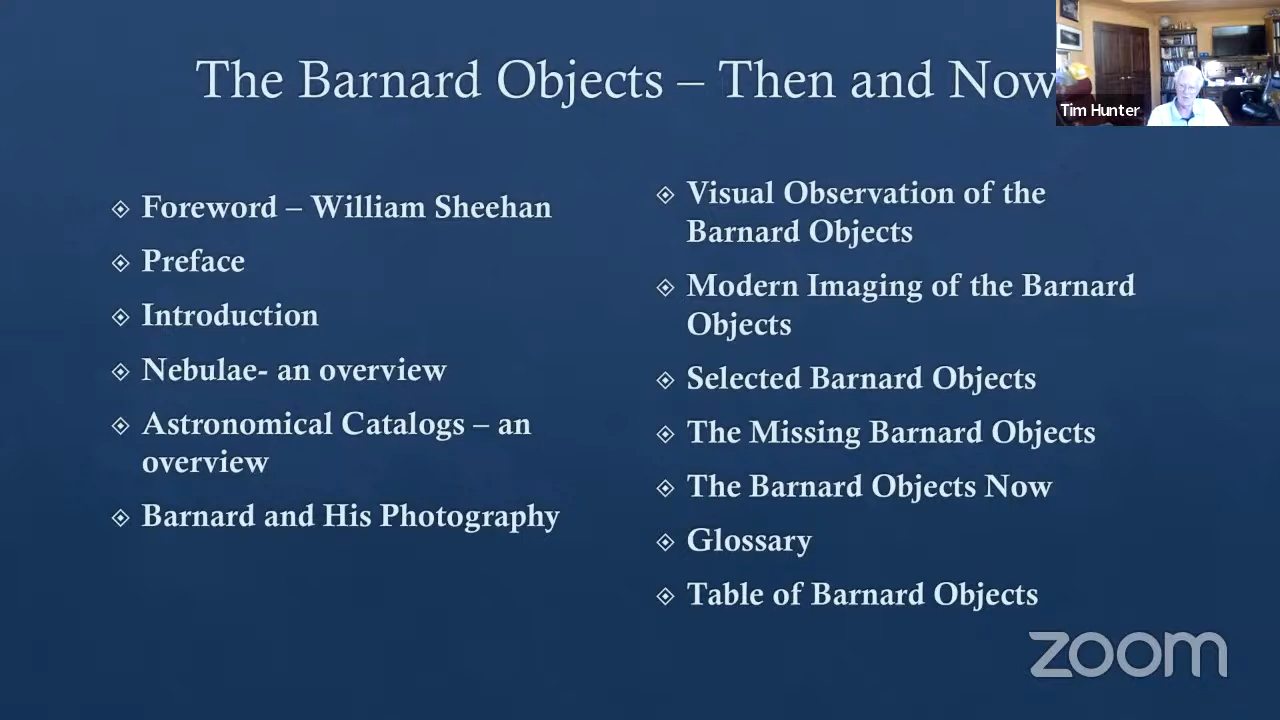 The Barnard Objects – Then and Now
Tim Hunter
Foreword – William Sheehan
Preface
Introduction
Nebulae- an overview
Astronomical Catalogs – an
overview
Barnard and His Photography
Visual Observation of the
Barnard Objects
Modern Imaging of the Barnard
Objects
Selected Barnard Objects
The Missing Barnard Objects
The Barnard Objects Now
Glossary
Table of Barnard Objects
zoom